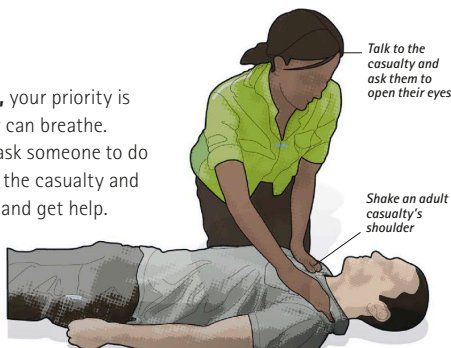 , your priority is
can breathe.
ask someone to do
the casualty and
and get help.
Talk to the
casualty and
ask them to
open their eyes
Shake an adult
casualty's
shoulder